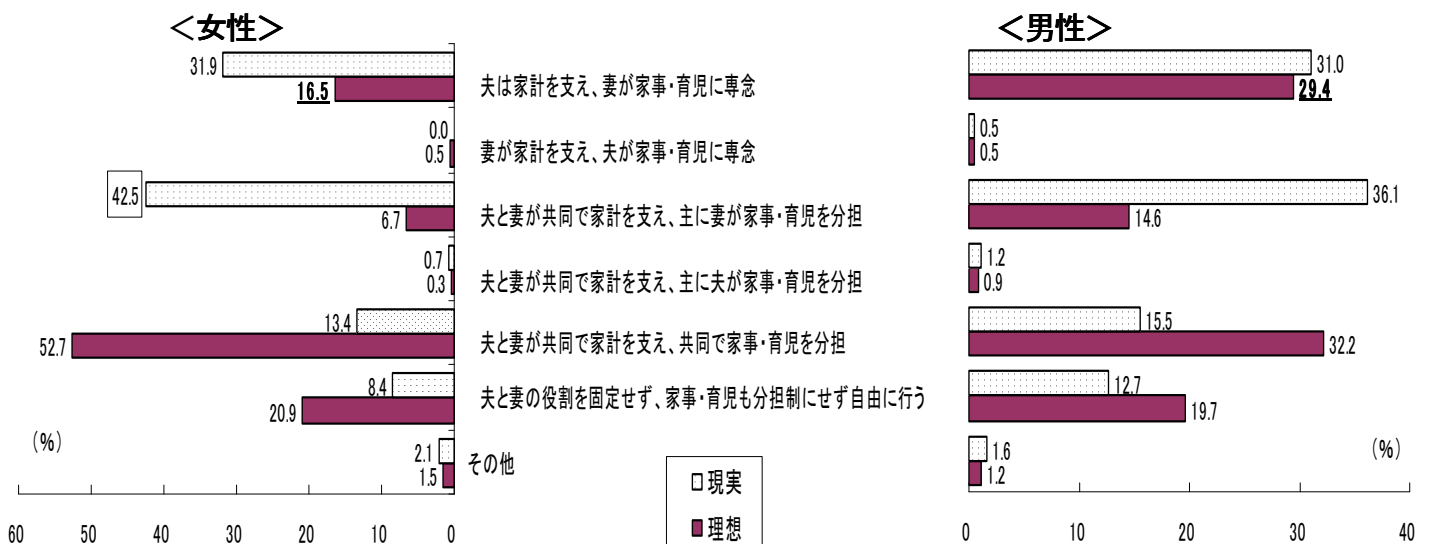 ＜女性＞
＜男性＞
31.9
16.5
夫は家計を支え、妻が家事・育児に専念
31.0
29.4
0.0
0.5
妻が家計を支え、夫が家事・育児に専念
0.5
0.5
42.5
6.7
夫と妻が共同で家計を支え、主に妻が家事・育児を分担
36.1
14.6
0.7
0.3
夫と妻が共同で家計を支え、主に夫が家事・育児を分担
1.2
0.9
13.4
52.7
夫と妻が共同で家計を支え、共同で家事・育児を分担
15.5
32.2
8.4
20.9
夫と妻の役割を固定せず、家事・育児も分担制にせず自由に行う
12.7
19.7
(%)
2.1
1.5
その他
1.6
1.2
(%)
現実
理想
60 50 40 30 20 10 0
0 10 20 30 40